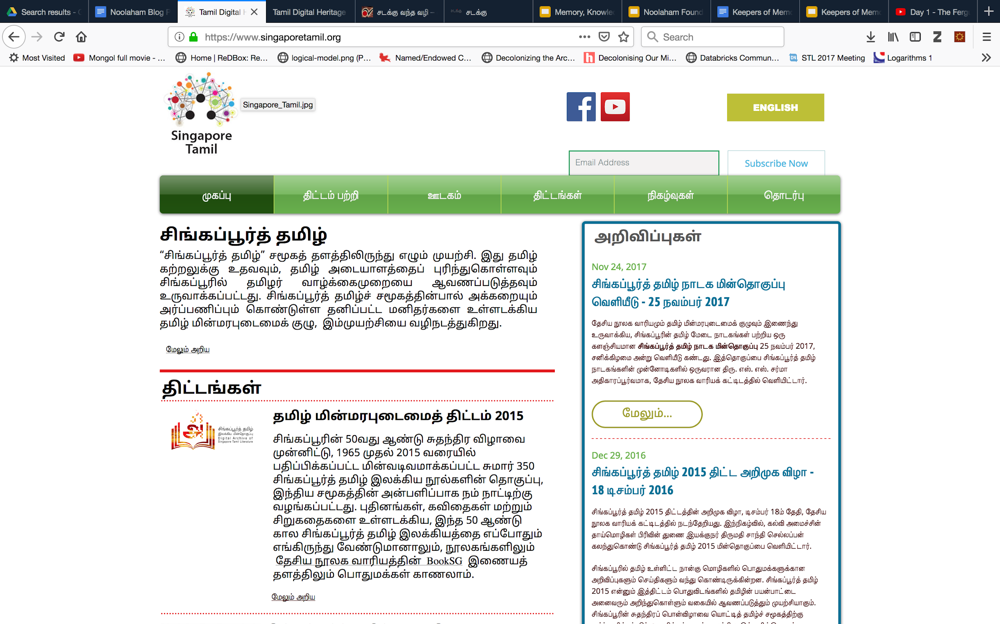 Search results -
Noolaham Blog P
Tamil Digital H
Tamil Digital Heritage
சடக்கு வந்த வழி –
சடக்கு
Memory, Knowle
Noolaham Found
Keepers of Mem
Keepers of Mem
Day 1 - The Ferg
https://www.singaporetamil.org
Search
Most Visited
Mongol full movie - ...
Home | ReDBox: Re...
logical-model.png (P...
Named/Endowed C...
Decolonizing the Arc...
Decolonising Our Mi...
Databricks Commun...
STL 2017 Meeting
Logarithms 1
Singapore_Tamil.jpg
Singapore
Tamil
ENGLISH
Email Address
Subscribe Now
முகப்பு
திட்டம் பற்றி
ஊடகம்
திட்டங்கள்
நிகழ்வுகள்
தொடர்பு
சிங்கப்பூர்த் தமிழ்
“சிங்கப்பூர்த் தமிழ்” சமூகத் தளத்திலிருந்து எழும் முயற்சி. இது தமிழ்
கற்றலுக்கு உதவவும், தமிழ் அடையாளத்தைப் புரிந்துகொள்ளவும்
சிங்கப்பூரில் தமிழர் வாழ்க்கைமுறையை ஆவணப்படுத்தவும்
உருவாக்கப்பட்டது. சிங்கப்பூர்த் தமிழ்ச் சமூகத்தின்பால் அக்கறையும்
அர்ப்பணிப்பும் கொண்டுள்ள தனிப்பட்ட மனிதர்களை உள்ளடக்கிய
தமிழ் மின்மரபுடைமைக் குழு, இம்முயற்சியை வழிநடத்துகிறது.
மேலும் அறிய
திட்டங்கள்
சிங்கப்பூர்த் தமிழ்
இலக்கிய மின்தொகுப்பு
Digital Archive of
Singapore Tamil Literature
தமிழ் மின்மரபுடைமைத் திட்டம் 2015
சிங்கப்பூரின் 50வது ஆண்டு சுதந்திர விழாவை
முன்னிட்டு, 1965 முதல் 2015 வரையில்
பதிப்பிக்கப்பட்ட மின்வடிவமாக்கப்பட்ட சுமார் 350
சிங்கப்பூர்த் தமிழ் இலக்கிய நூல்களின் தொகுப்பு,
இந்திய சமூகத்தின் அன்பளிப்பாக நம் நாட்டிற்கு
வழங்கப்பட்டது. புதினங்கள், கவிதைகள் மற்றும்
சிறுகதைகளை உள்ளடக்கிய, இந்த 50 ஆண்டு
கால சிங்கப்பூர்த் தமிழ் இலக்கியத்தை எப்போதும்
எங்கிருந்து வேண்டுமானாலும், நூலகங்களிலும்
தேசிய நூலக வாரியத்தின் BookSG இணையத்
தளத்திலும் பொதுமக்கள் காணலாம்.
மேலும் அறிய
அறிவிப்புகள்
Nov 24, 2017
சிங்கப்பூர்த் தமிழ் நாடக மின்தொகுப்பு
வெளியீடு - 25 நவம்பர் 2017
தேசிய நூலக வாரியமும் தமிழ் மின்மரபுடைமைக் குழுவும் இணைந்து
உருவாக்கிய, சிங்கப்பூரின் தமிழ் மேடை நாடகங்கள் பற்றிய ஒரு
களஞ்சியமான சிங்கப்பூர்த் தமிழ் நாடக மின்தொகுப்பு 25 நவம்பர் 2017,
சனிக்கிழமை அன்று வெளியீடு கண்டது. இத்தொகுப்பை சிங்கப்பூர்த் தமிழ்
நாடகங்களின் முன்னோடிகளில் ஒருவரான திரு. எஸ். எஸ். சர்மா
அதிகாரப்பூர்வமாக, தேசிய நூலக வாரியக் கட்டிடத்தில் வெளியிட்டார்.
மேலும்...
Dec 29, 2016
சிங்கப்பூர்த் தமிழ் 2015 திட்ட அறிமுக விழா -
18 டிசம்பர் 2016
சிங்கப்பூர்த் தமிழ் 2015 திட்டத்தின் அறிமுக விழா, டிசம்பர் 18ம் தேதி, தேசிய
நூலக வாரியக் கட்டிடத்தில் நடந்தேறியது. இந்நிகழ்வில், கல்வி அமைச்சின்
தாய்மொழிகள் பிரிவின் துணை இயக்குநர் திருமதி சாந்தி செல்லப்பன்
கலந்துகொண்டு சிங்கப்பூர்த் தமிழ் 2015 மின்தொகுப்பை வெளியிட்டார்.
சிங்கப்பூரில் தமிழ் உள்ளிட்ட நான்கு மொழிகளில் பொதுமக்களுக்கான
அறிவிப்புகளும் செய்திகளும் வந்து கொண்டிருக்கின்றன. சிங்கப்பூர்த் தமிழ்
2015 என்னும் இத்திட்டம் பொதுவிடங்களில் தமிழின் பயன்பாட்டை
அனைவரும் அறிந்துகொள்ளும் வகையில் ஆவணப்படுத்தும் முயற்சியாகும்.
சிங்கப்பூரின் சுதந்திரப் பொன்விழாவை யொட்டித் தமிழ்ச் சமூகத்திற்கு